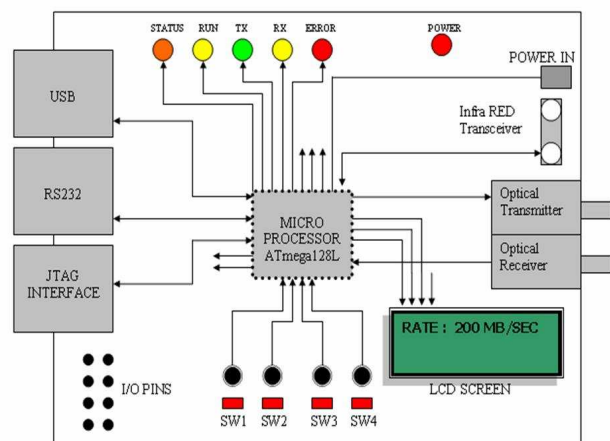 STATUS RUN TX RX ERROR POWER
POWER IN
USB
Infra RED
Transceiver
RS232
MICRO
PROCESSOR
ATmega128L
Optical
Transmitter
Optical
Receiver
JTAG
INTERFACE
RATE : 200 MB/SEC
I/O PINS
LCD SCREEN
SW1 SW2 SW3 SW4